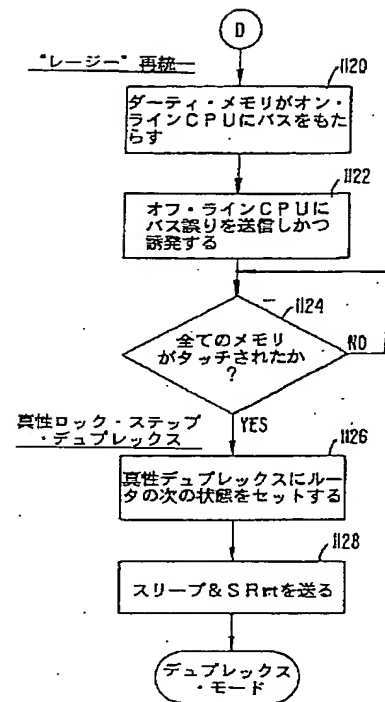 D
“レージー” 再統一
1120
ダーティ・メモリがオン・
ラインCPUにバスをもた
らす
1122
オフ・ラインCPUに
バス誤りを送信しかつ
誘発する
1124
全てのメモリ
がタッチされたか
?
NO
YES
真性ロック・ステップ
・デュプレックス
1126
真性デュプレックスにルー
タの次の状態をセットする
1128
スリープ&SRstを送る
デュプレックス
・モード